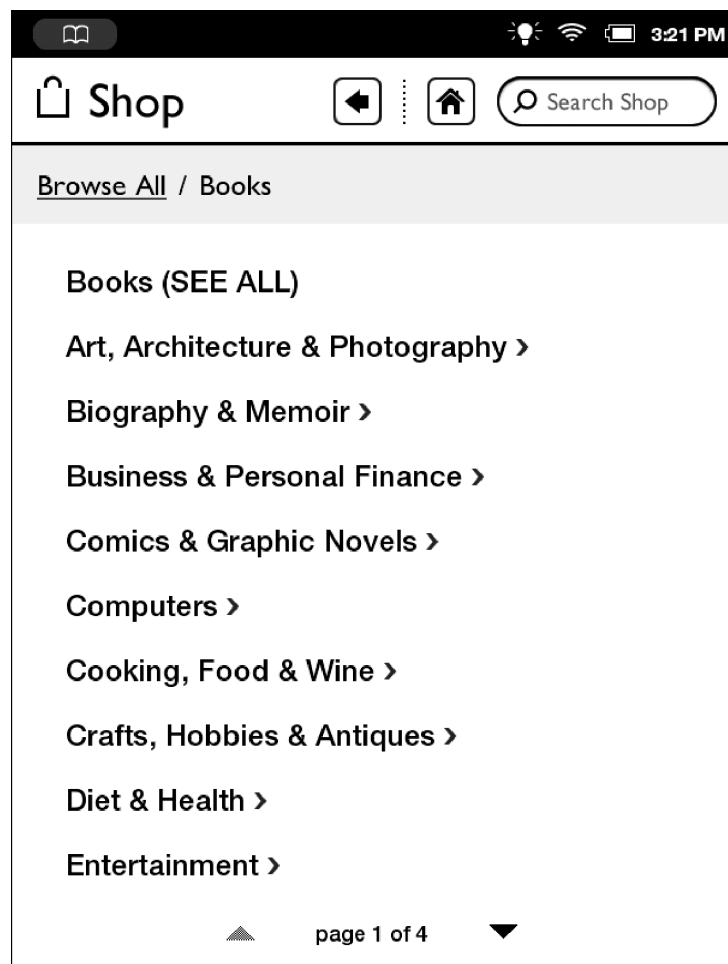 3:21 PM
Shop
Search Shop
Browse All / Books
Books (SEE ALL)
Art, Architecture & Photography ›
Biography & Memoir ›
Business & Personal Finance ›
Comics & Graphic Novels ›
Computers ›
Cooking, Food & Wine ›
Crafts, Hobbies & Antiques ›
Diet & Health ›
Entertainment ›
page 1 of 4